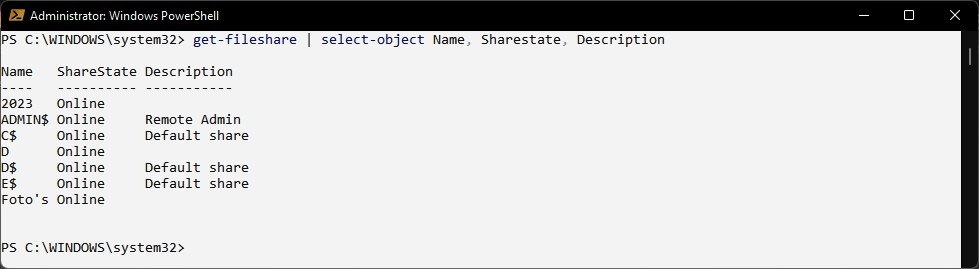 Administrator: Windows PowerShell
PS C:\WINDOWS\system32> get-fileshare | select-object Name, Sharestate, Description
Name   ShareState Description
----   ---------- -----------
2023   Online
ADMIN$ Online     Remote Admin
C$     Online     Default share
D      Online
D$     Online     Default share
E$     Online     Default share
Foto's Online
PS C:\WINDOWS\system32>